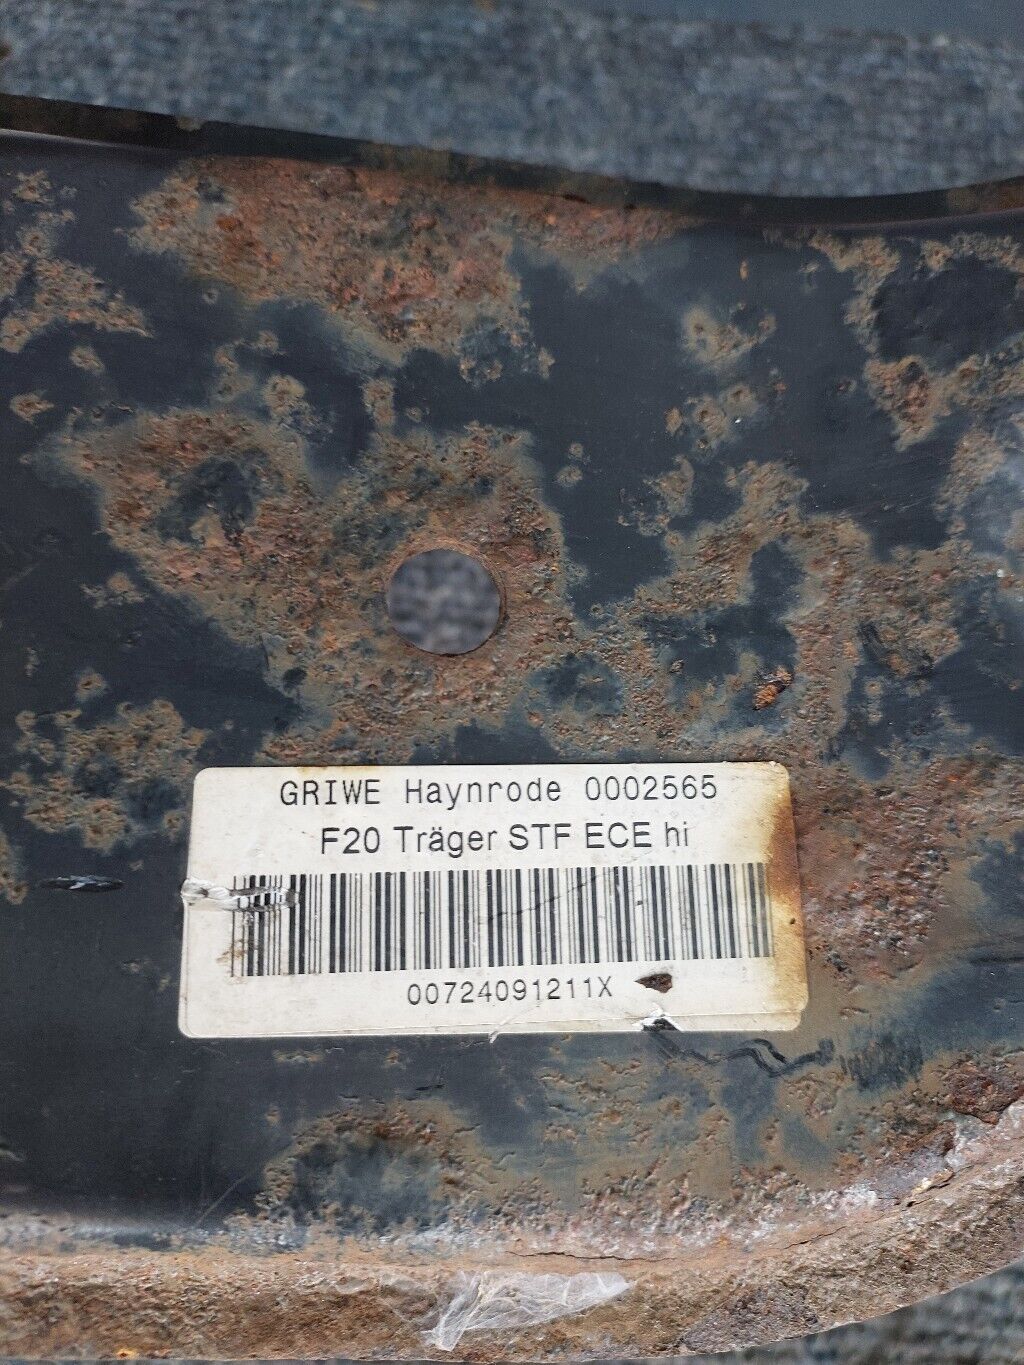 GRIWE Haynrode 0002565
F20 Träger STF ECE hi
00724091211X